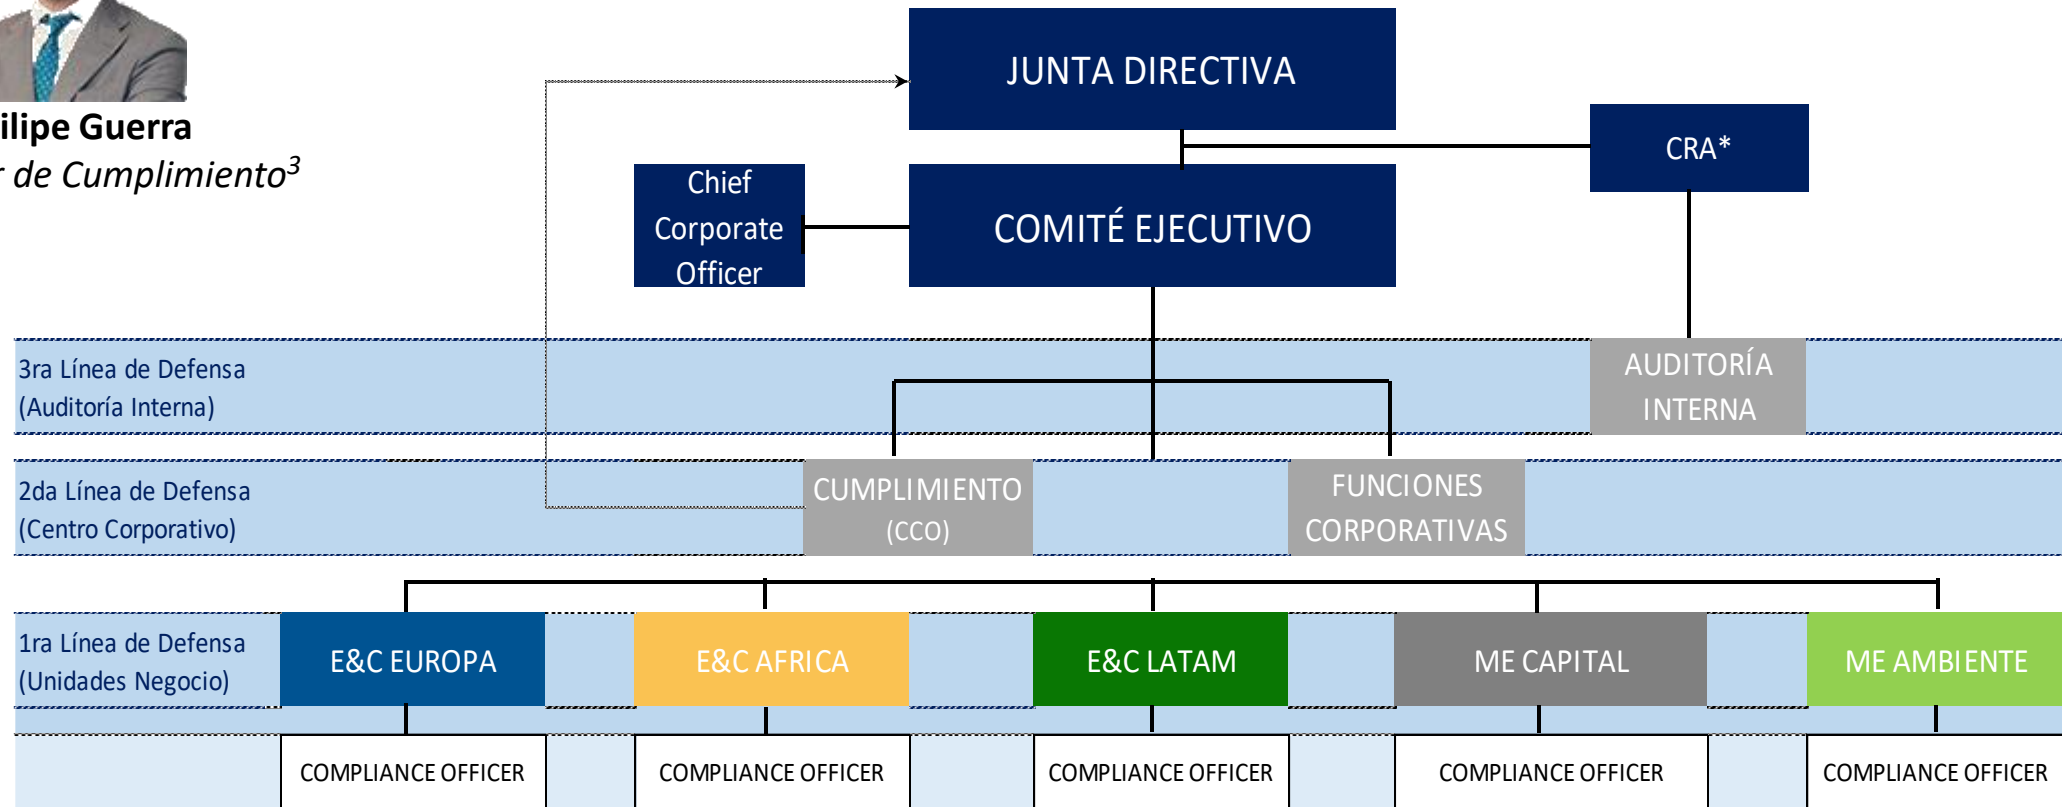 JUNTA DIRECTIVA
ilipe Guerra
r de Cumplimiento³
CRA*
Chief
Corporate
Officer
COMITÉ EJECUTIVO
3ra Línea de Defensa
(Auditoría Interna)
AUDITORÍA
INTERNA
2da Línea de Defensa
(Centro Corporativo)
CUMPLIMIENTO
(CCO)
FUNCIONES
CORPORATIVAS
1ra Línea de Defensa
(Unidades Negocio)
E&C EUROPA
E&C AFRICA
E&C LATAM
ME CAPITAL
ME AMBIENTE
COMPLIANCE OFFICER
COMPLIANCE OFFICER
COMPLIANCE OFFICER
COMPLIANCE OFFICER
COMPLIANCE OFFICER